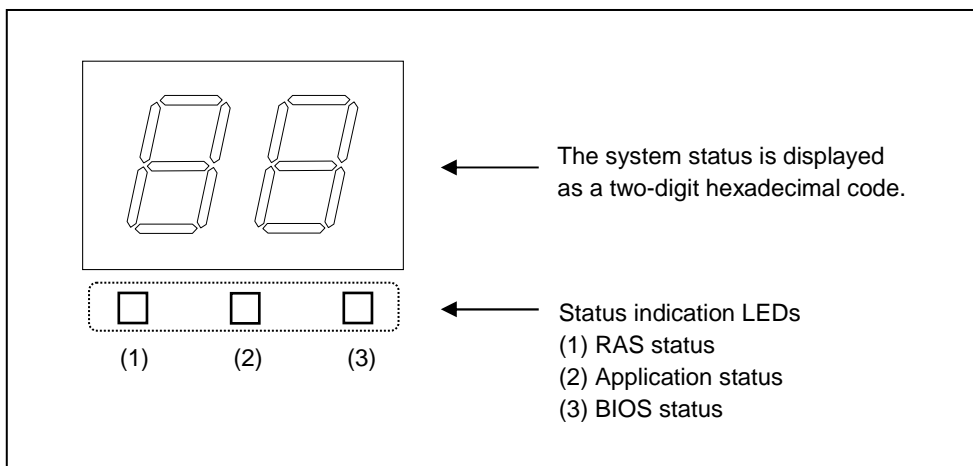 The system status is displayed
as a two-digit hexadecimal code.
Status indication LEDs
(1) RAS status
(2) Application status
(3) BIOS status
(1) (2) (3)